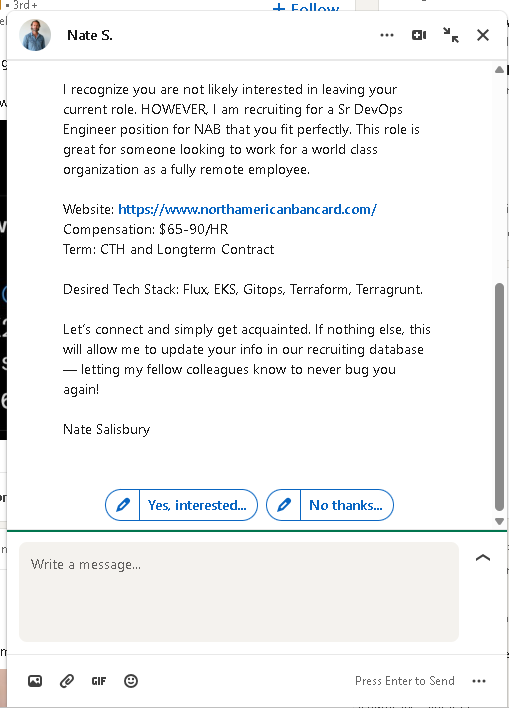 • 3rd+
+ Follow
Nate S.
I recognize you are not likely interested in leaving your
current role. HOWEVER, I am recruiting for a Sr DevOps
Engineer position for NAB that you fit perfectly. This role is
great for someone looking to work for a world class
organization as a fully remote employee.
Website: https://www.northamericanbancard.com/
Compensation: $65-90/HR
Term: CTH and Longterm Contract
Desired Tech Stack: Flux, EKS, Gitops, Terraform, Terragrunt.
Let's connect and simply get acquainted. If nothing else, this
will allow me to update your info in our recruiting database
— letting my fellow colleagues know to never bug you
again!
Nate Salisbury
Yes, interested...
No thanks...
Write a message...
GIF
Press Enter to Send